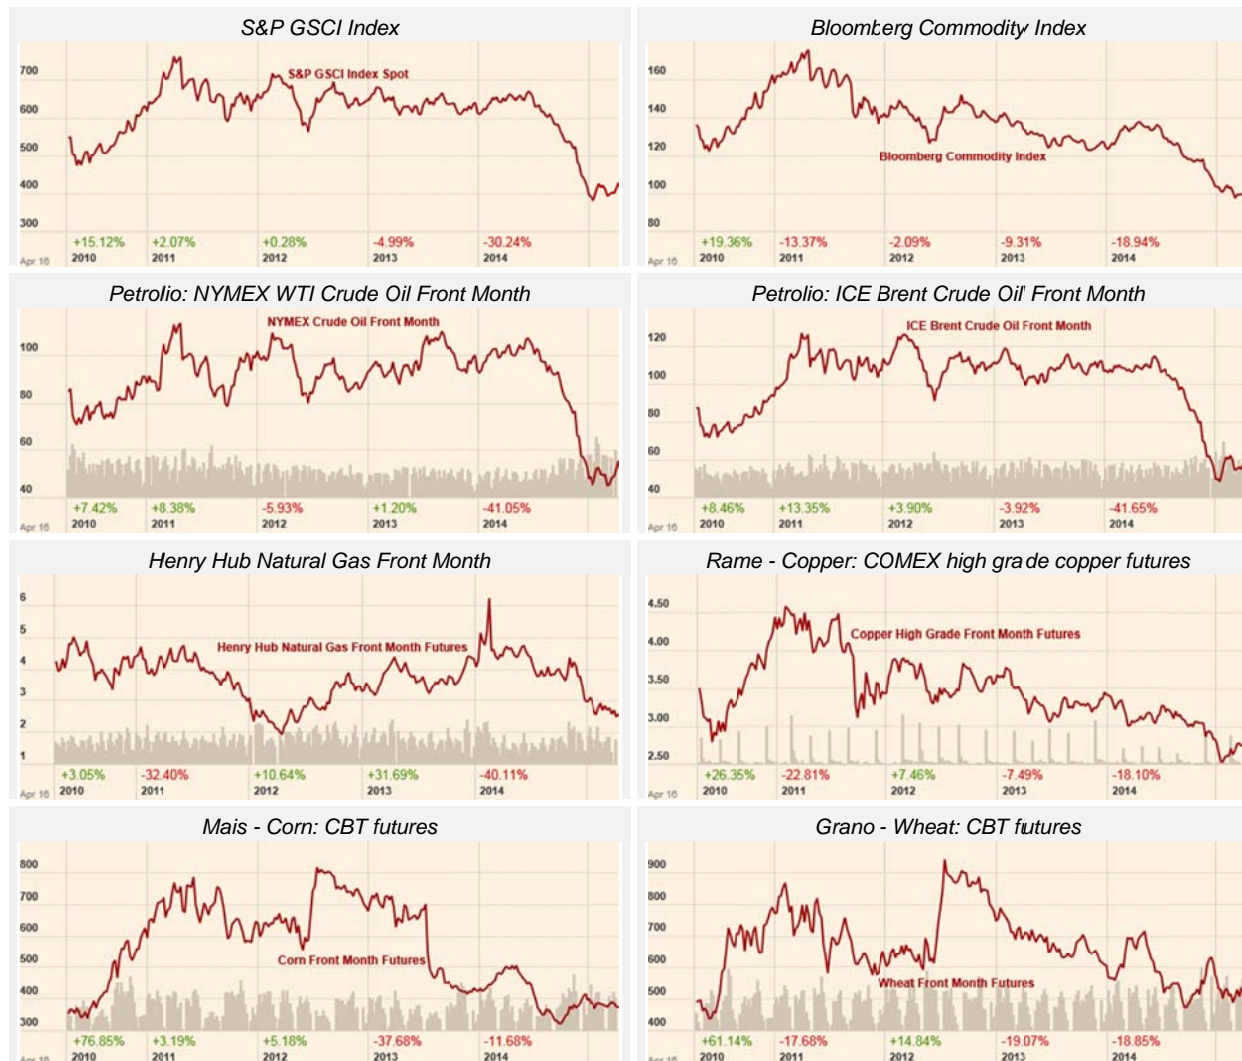 S&P GSCI Index
700
600
500
400
300
S&P GSCI Index Spot
+15.12% +2.07% +0.28% -4.99% -30.24%
Apr 16 2010 2011 2012 2013 2014
Bloomberg Commodity Index
160
140
120
100
80
Bloomberg Commodity Index
+19.36% -13.37% -2.09% -9.31% -18.94%
Apr 16 2010 2011 2012 2013 2014
Petrolio: NYMEX WTI Crude Oil Front Month
100
80
60
40
NYMEX Crude Oil Front Month
+7.42% +8.38% -5.93% +1.20% -41.05%
Apr 16 2010 2011 2012 2013 2014
Petrolio: ICE Brent Crude Oil Front Month
120
100
80
60
40
ICE Brent Crude Oil Front Month
+8.46% +13.35% +3.90% -3.92% -41.65%
Apr 16 2010 2011 2012 2013 2014
Henry Hub Natural Gas Front Month
6
5
4
3
2
1
Henry Hub Natural Gas Front Month Futures
+3.05% -32.40% +10.64% +31.69% -40.11%
Apr 16 2010 2011 2012 2013 2014
Rame - Copper: COMEX high grade copper futures
4.50
4.00
3.50
3.00
2.50
Copper High Grade Front Month Futures
+26.35% -22.81% +7.46% -7.49% -18.10%
Apr 16 2010 2011 2012 2013 2014
Mais - Corn: CBT futures
800
700
600
500
400
300
Corn Front Month Futures
+76.85% +3.19% +5.18% -37.68% -11.68%
Apr 16 2010 2011 2012 2013 2014
Grano - Wheat: CBT futures
900
800
700
600
500
400
Wheat Front Month Futures
+61.14% -17.68% +14.84% -19.07% -18.85%
Apr 16 2010 2011 2012 2013 2014